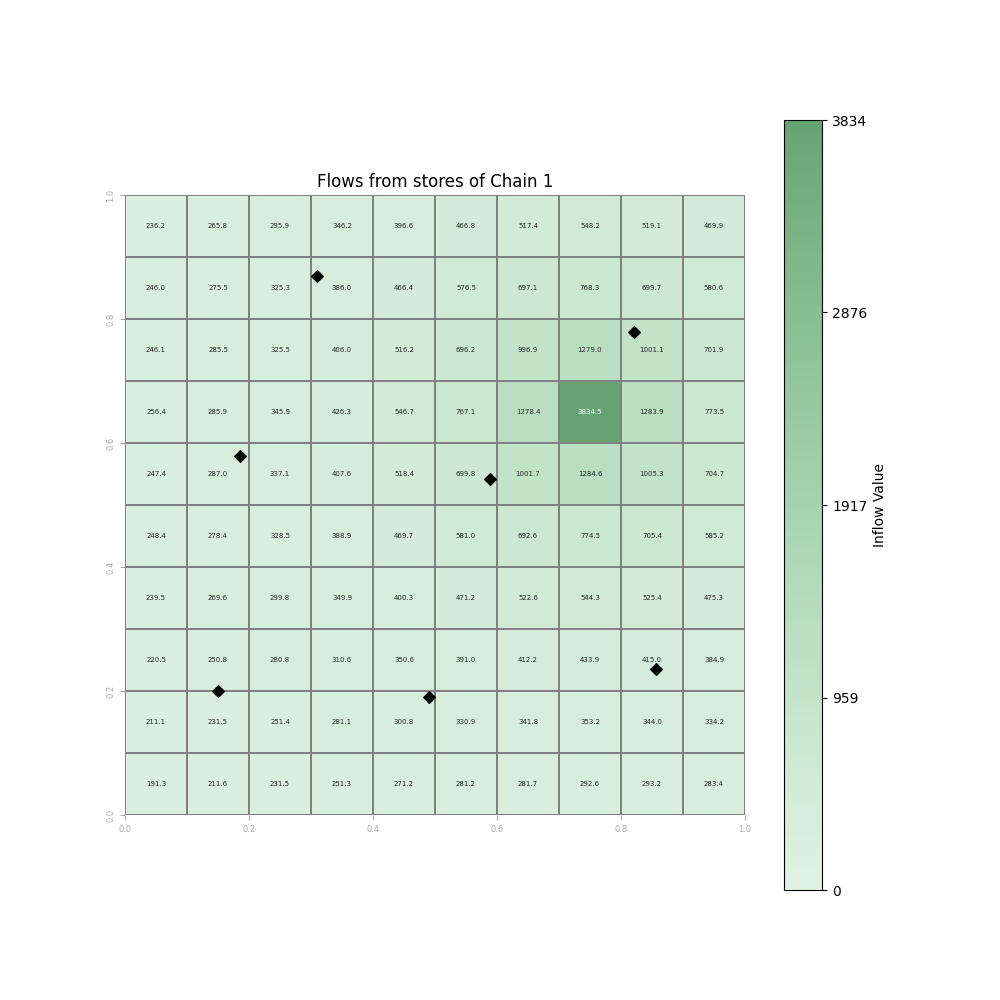 Flows from stores of Chain 1
1.0
236.2 265.8 295.9 346.2 396.6 466.8 517.4 548.2 519.1 469.9
246.0 275.5 325.3 386.0 466.4 576.5 697.1 768.3 699.7 580.6
0.8
246.1 285.5 325.5 406.0 516.2 696.2 996.9 1279.0 1001.1 701.9
256.4 285.9 345.9 426.3 546.7 767.1 1278.4 3834.5 1283.9 773.5
0.6
247.4 287.0 337.1 407.6 518.4 699.8 1001.7 1284.6 1005.3 704.7
248.4 278.4 328.5 388.9 469.7 581.0 692.6 774.5 705.4 585.2
0.4
239.5 269.6 299.8 349.9 400.3 471.2 522.6 544.3 525.4 475.3
220.5 250.8 280.8 310.6 350.6 391.0 412.2 433.9 415.0 384.9
0.2
211.1 231.5 251.4 281.1 300.8 330.9 341.8 353.2 344.0 334.2
191.3 211.6 231.5 251.3 271.2 281.2 281.7 292.6 293.2 283.4
0.0
0.0 0.2 0.4 0.6 0.8 1.0
3834
2876
1917
959
0
Inflow Value